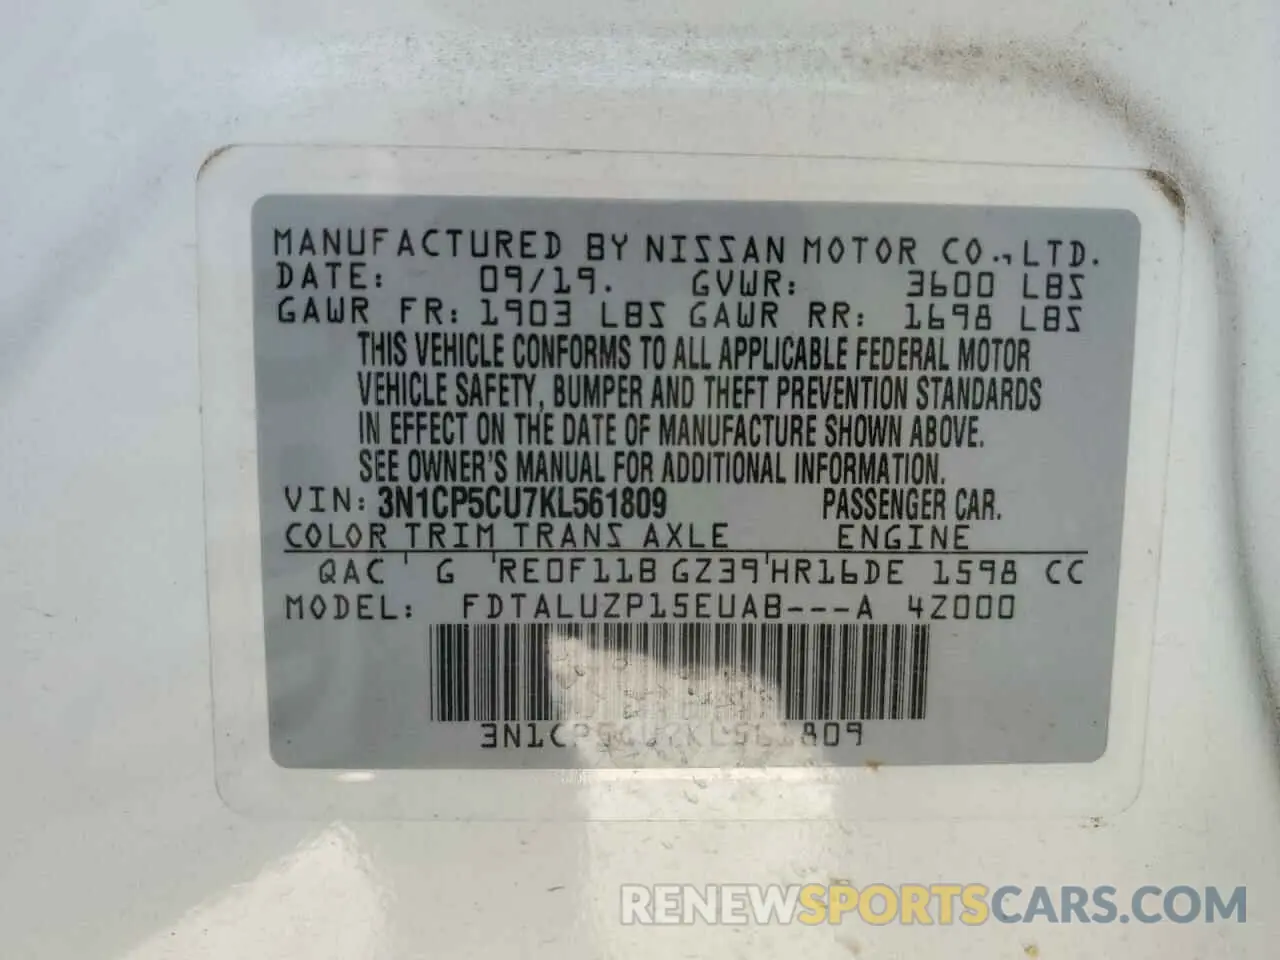 MANUFACTURED BY NISSAN MOTOR CO., LTD.
DATE: 09/19. GVWR: 3600 LBS
GAWR FR: 1903 LBS GAWR RR: 1698 LBS
THIS VEHICLE CONFORMS TO ALL APPLICABLE FEDERAL MOTOR
VEHICLE SAFETY, BUMPER AND THEFT PREVENTION STANDARDS
IN EFFECT ON THE DATE OF MANUFACTURE SHOWN ABOVE.
SEE OWNER'S MANUAL FOR ADDITIONAL INFORMATION.
VIN: 3N1CP5CU7KL561809 PASSENGER CAR.
COLOR TRIM TRANS AXLE ENGINE
QAC G RE0F11B GZ39 HR16DE 1598 CC
MODEL: FDTALUZP15EUAB---A 4Z000
3N1CP5CU7KL561809
RENEWSPORTSCARS.COM